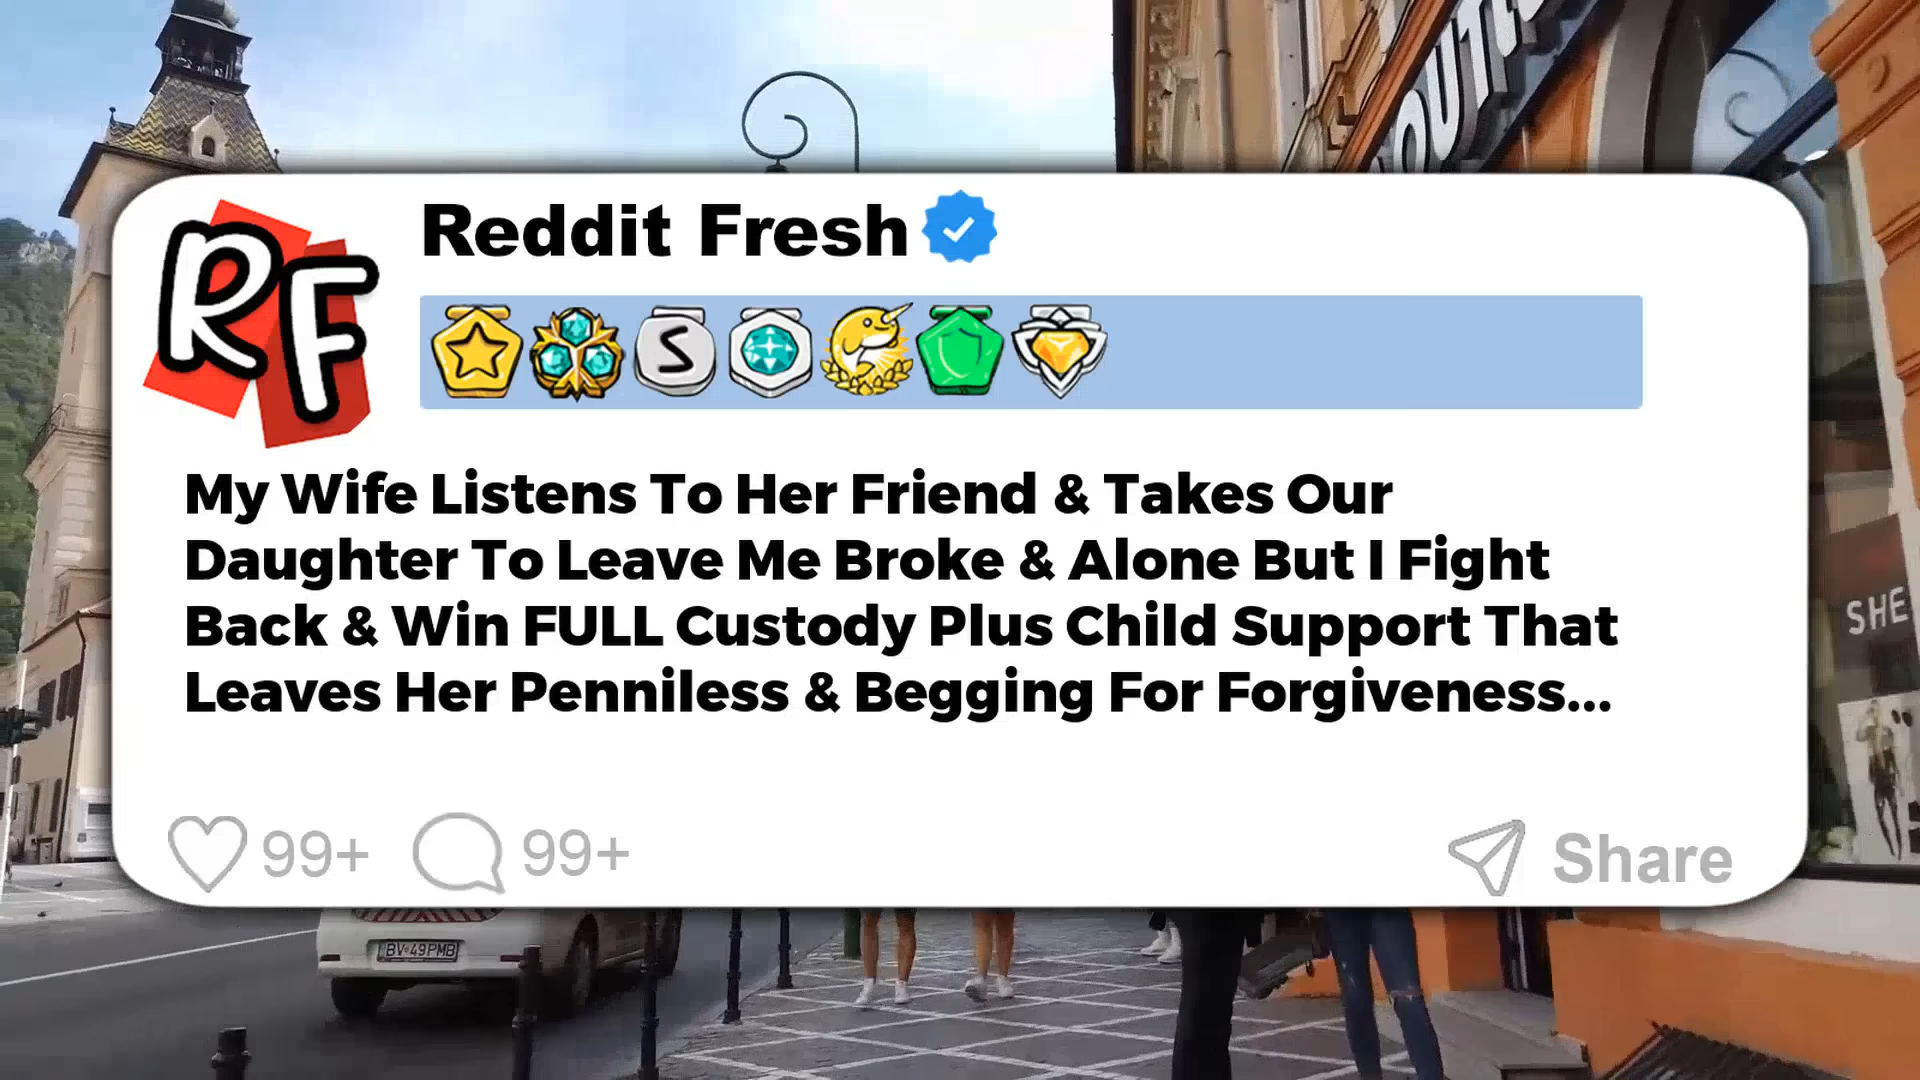 OUTI
RF
Reddit Fresh
S
My Wife Listens To Her Friend & Takes Our
Daughter To Leave Me Broke & Alone But I Fight
Back & Win FULL Custody Plus Child Support That
Leaves Her Penniless & Begging For Forgiveness...
SHE
99+
99+
Share
BV 49PMB